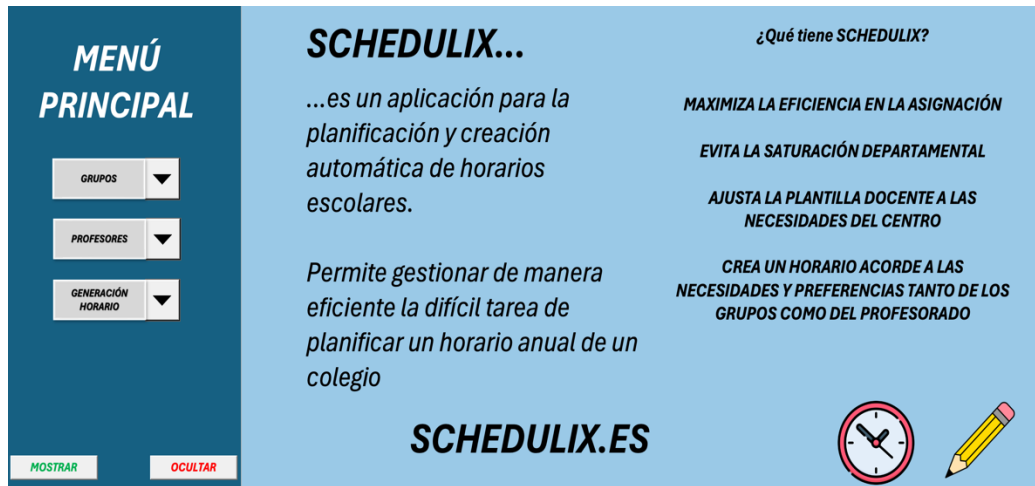 MENÚ
PRINCIPAL
GRUPOS
PROFESORES
GENERACIÓN
HORARIO
MOSTRAR
OCULTAR
SCHEDULIX...
...es un aplicación para la
planificación y creación
automática de horarios
escolares.
Permite gestionar de manera
eficiente la difícil tarea de
planificar un horario anual de un
colegio
SCHEDULIX.ES
¿Qué tiene SCHEDULIX?
MAXIMIZA LA EFICIENCIA EN LA ASIGNACIÓN
EVITA LA SATURACIÓN DEPARTAMENTAL
AJUSTA LA PLANTILLA DOCENTE A LAS
NECESIDADES DEL CENTRO
CREA UN HORARIO ACORDE A LAS
NECESIDADES Y PREFERENCIAS TANTO DE LOS
GRUPOS COMO DEL PROFESORADO